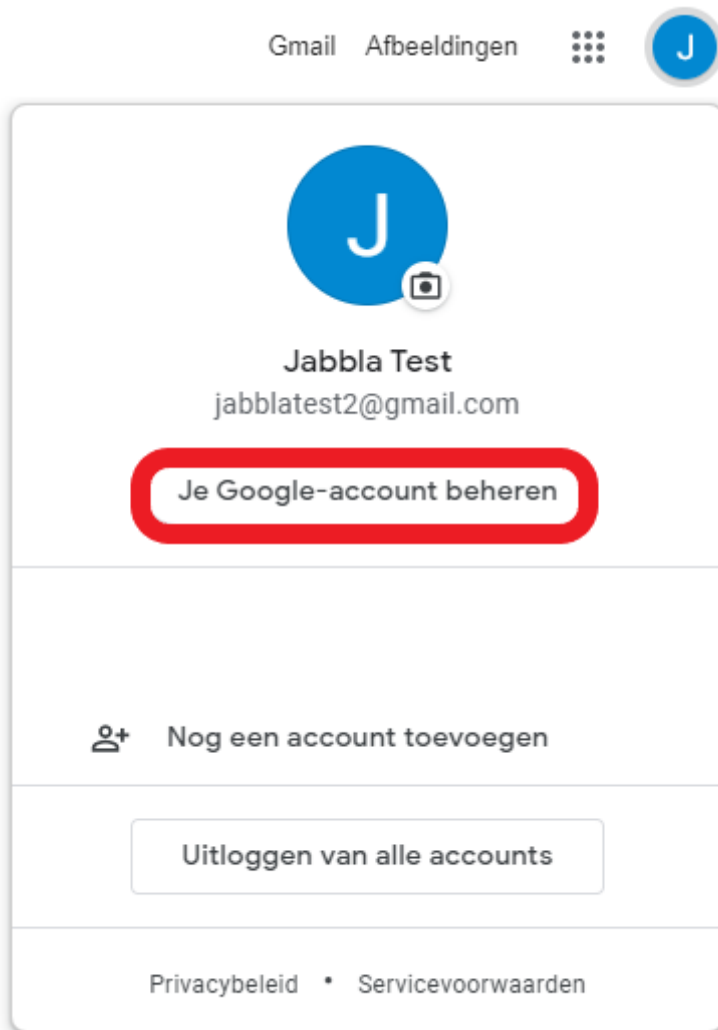 Gmail Afbeeldingen J
J
Jabbla Test
jabblatest2@gmail.com
Je Google-account beheren
Nog een account toevoegen
Uitloggen van alle accounts
Privacybeleid • Servicevoorwaarden